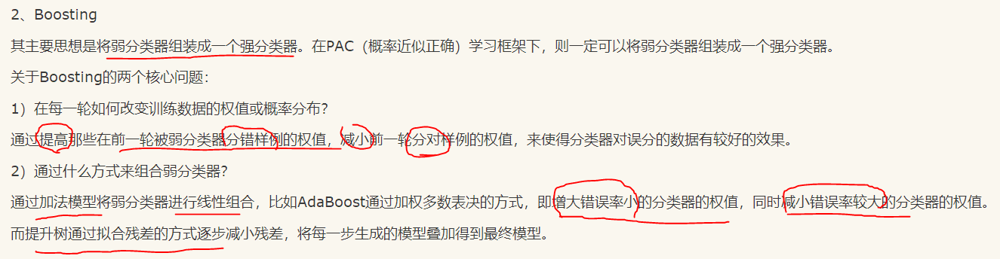 2、Boosting
其主要思想是将弱分类器组装成一个强分类器。在PAC（概率近似正确）学习框架下，则一定可以将弱分类器组装成一个强分类器。
关于Boosting的两个核心问题：
1）在每一轮如何改变训练数据的权值或概率分布？
通过提高那些在前一轮被弱分类器分错样例的权值，减小前一轮分对样例的权值，来使得分类器对误分的数据有较好的效果。
2）通过什么方式来组合弱分类器？
通过加法模型将弱分类器进行线性组合，比如AdaBoost通过加权多数表决的方式，即增大错误率小的分类器的权值，同时减小错误率较大的分类器的权值。
而提升树通过拟合残差的方式逐步减小残差，将每一步生成的模型叠加得到最终模型。